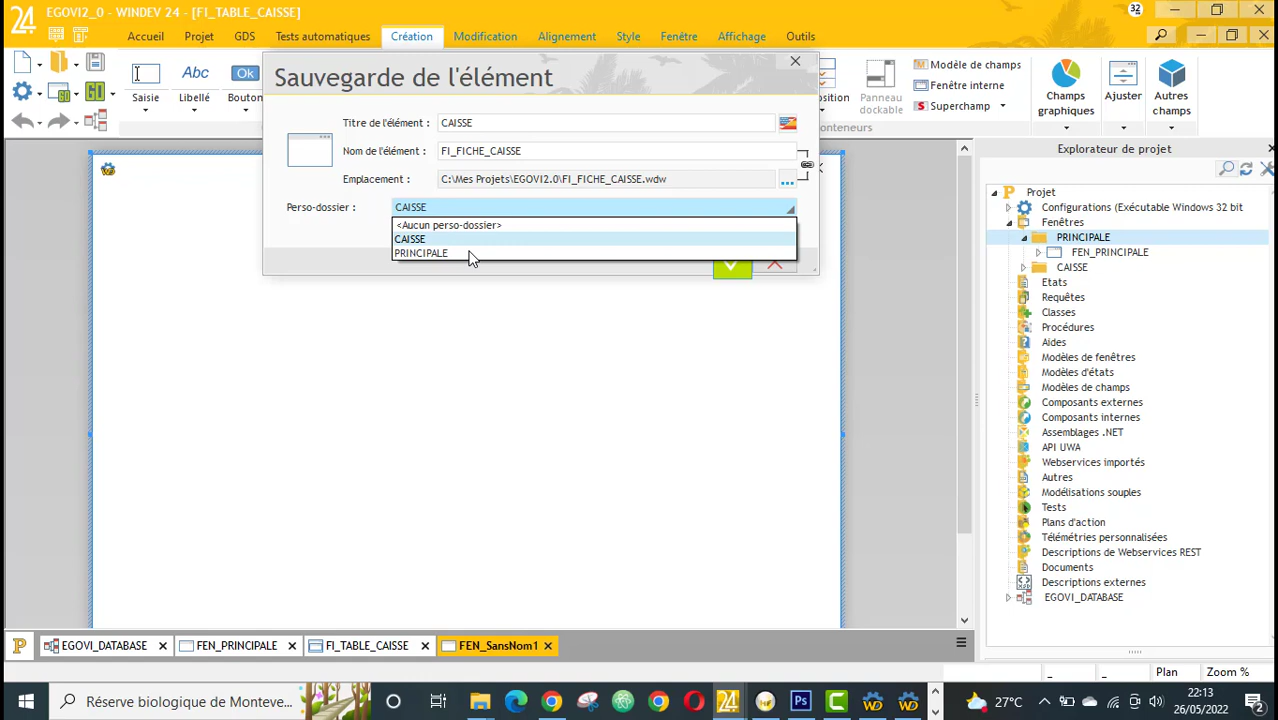 24
EGOVI2_0 - WINDEV 24 - [FI_TABLE_CAISSE]
32
Accueil
Projet
GDS
Tests automatiques
Création
Modification
Alignement
Style
Fenêtre
Affichage
Outils
Saisie
Abc
Libellé
Ok
Bouton
Panneau
dockable
Modèle de champs
Fenêtre interne
Superchamp
Champs
graphiques
Ajuster
Autres
champs
Sauvegarde de l'élément
Titre de l'élément :
CAISSE
Nom de l'élément :
FI_FICHE_CAISSE
Emplacement :
C:\Mes Projets\EGOVI2.0\FI_FICHE_CAISSE.wdw
...
Perso-dossier :
CAISSE
<Aucun perso-dossier>
CAISSE
PRINCIPALE
Explorateur de projet
Projet
Configurations (Exécutable Windows 32 bit
Fenêtres
PRINCIPALE
FEN_PRINCIPALE
CAISSE
Etats
Requêtes
Classes
Procédures
Aides
Modèles de fenêtres
Modèles d'états
Modèles de champs
Composants externes
Composants internes
Assemblages .NET
API UWA
Webservices importés
Autres
Modélisations souples
Tests
Plans d'action
Télémétries personnalisées
Descriptions de Webservices REST
Documents
Descriptions externes
EGOVI_DATABASE
EGOVI_DATABASE
FEN_PRINCIPALE
FI_TABLE_CAISSE
FEN_SansNom1
Plan
Zoom %
Réserve biologique de Monteve...
27°C
22:13
26/05/2022
2